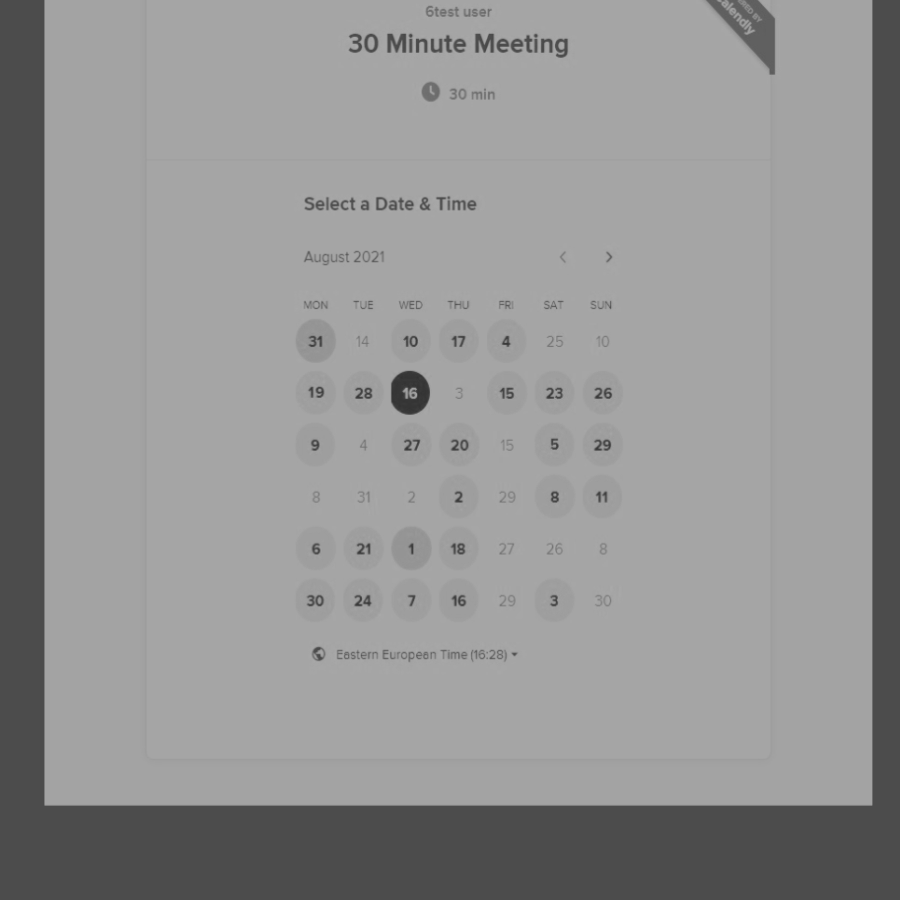 6test user
30 Minute Meeting
30 min
Calendly
Select a Date & Time
August 2021
MON TUE WED THU FRI SAT SUN
31 14 10 17 4 25 10
19 28 16 3 15 23 26
9 4 27 20 15 5 29
8 31 2 2 29 8 11
6 21 1 18 27 26 8
30 24 7 16 29 3 30
Eastern European Time (16:28)